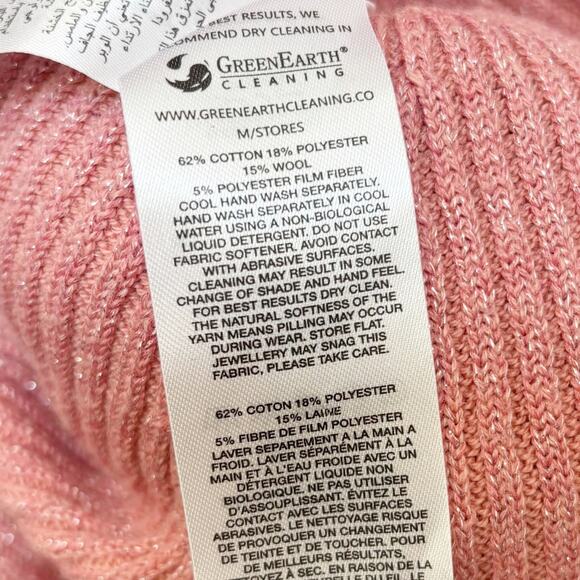 BEST RESULTS, WE
OMMEND DRY CLEANING IN
GREENEARTH®
CLEANING
WWW.GREENEARTHCLEANING.CO
M/STORES
62% COTTON 18% POLYESTER
15% WOOL
5% POLYESTER FILM FIBER
COOL HAND WASH SEPARATELY.
HAND WASH SEPARATELY IN COOL
WATER USING A NON-BIOLOGICAL
LIQUID DETERGENT. DO NOT USE
FABRIC SOFTENER. AVOID CONTACT
WITH ABRASIVE SURFACES.
CLEANING MAY RESULT IN SOME
CHANGE OF SHADE AND HAND FEEL.
FOR BEST RESULTS DRY CLEAN.
THE NATURAL SOFTNESS OF THE
YARN MEANS PILLING MAY OCCUR
DURING WEAR. STORE FLAT.
JEWELLERY MAY SNAG THIS
FABRIC, PLEASE TAKE CARE.
62% COTON 18% POLYESTER
15% LAINE
5% FIBRE DE FILM POLYESTER
LAVER SEPAREMENT A LA MAIN A
FROID. LAVER SÉPARÉMENT À LA
MAIN ET À L'EAU FROIDE AVEC UN
DÉTERGENT LIQUIDE NON
BIOLOGIQUE. NE PAS UTILISER
D'ASSOUPLISSANT. ÉVITEZ LE
CONTACT AVEC LES SURFACES
ABRASIVES. LE NETTOYAGE RISQUE
DE PROVOQUER UN CHANGEMENT
DE TEINTE ET DE TOUCHER. POUR
DE MEILLEURS RÉSULTATS,
NETTOYEZ À SEC. EN RAISON DE LA